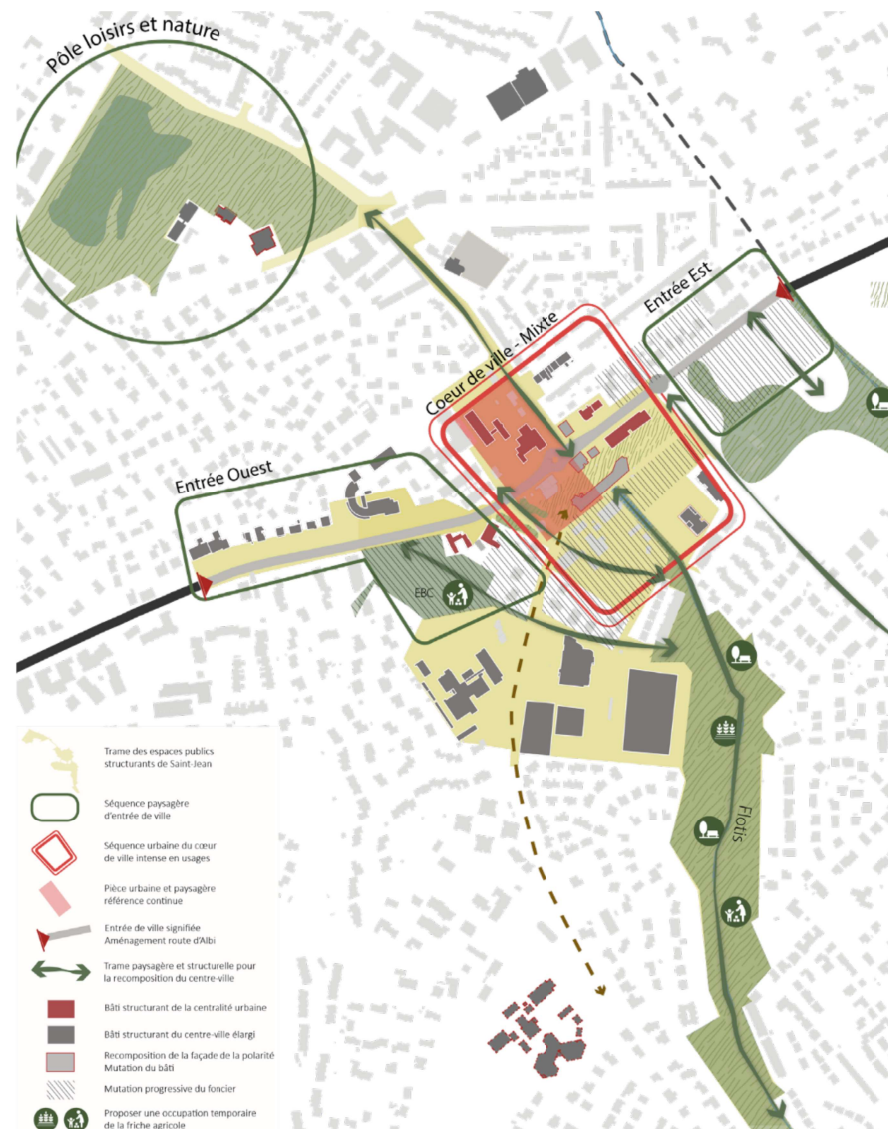 Pôle loisirs et nature
Entrée Est
Coeur de ville - Mixte
Entrée Ouest
EBC
Flotis
Trame des espaces publics
structurants de Saint-Jean
Séquence paysagère
d'entrée de ville
Séquence urbaine du cœur
de ville intense en usages
Pièce urbaine et paysagère
référence continue
Entrée de ville signifiée
Aménagement route d'Albi
Trame paysagère et structurelle pour
la recomposition du centre-ville
Bâti structurant de la centralité urbaine
Bâti structurant du centre-ville élargi
Recomposition de la façade de la polarité
Mutation du bâti
Mutation progressive du foncier
Proposer une occupation temporaire
de la friche agricole